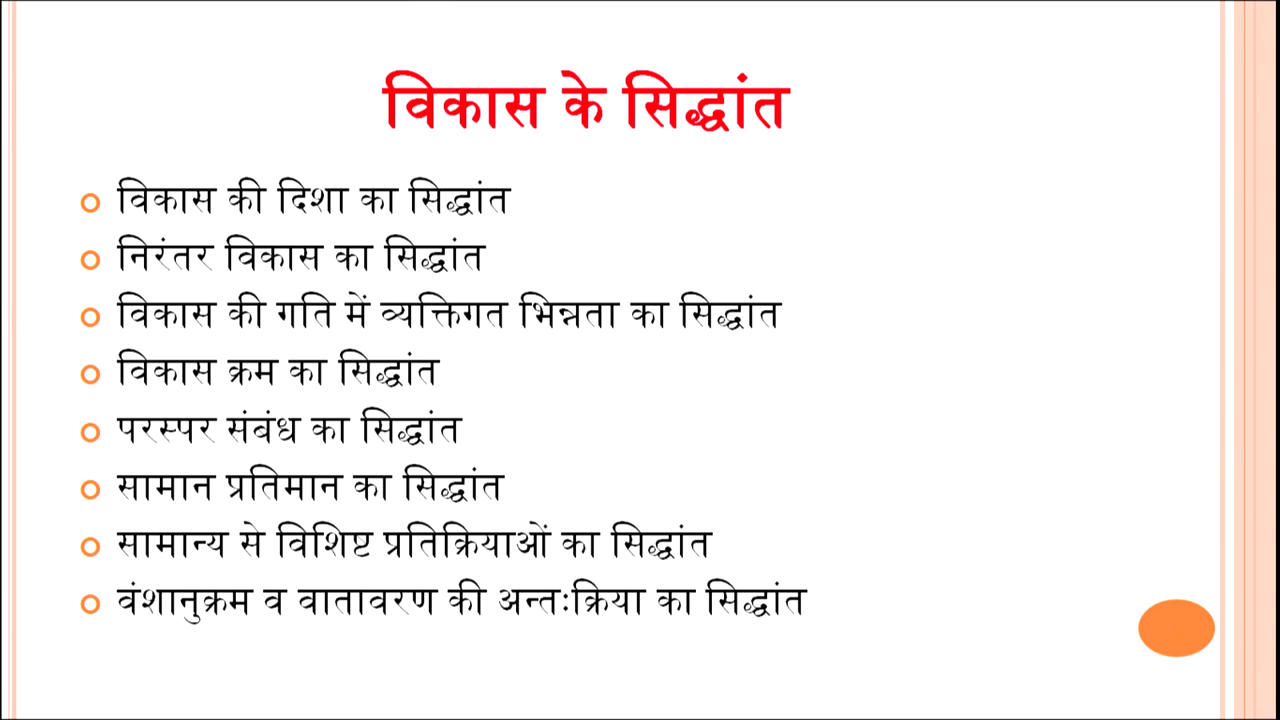 विकास के सिद्धांत
विकास की दिशा का सिद्धांत
निरंतर विकास का सिद्धांत
विकास की गति में व्यक्तिगत भिन्नता का सिद्धांत
विकास क्रम का सिद्धांत
परस्पर संबंध का सिद्धांत
सामान प्रतिमान का सिद्धांत
सामान्य से विशिष्ट प्रतिक्रियाओं का सिद्धांत
वंशानुक्रम व वातावरण की अन्तःक्रिया का सिद्धांत